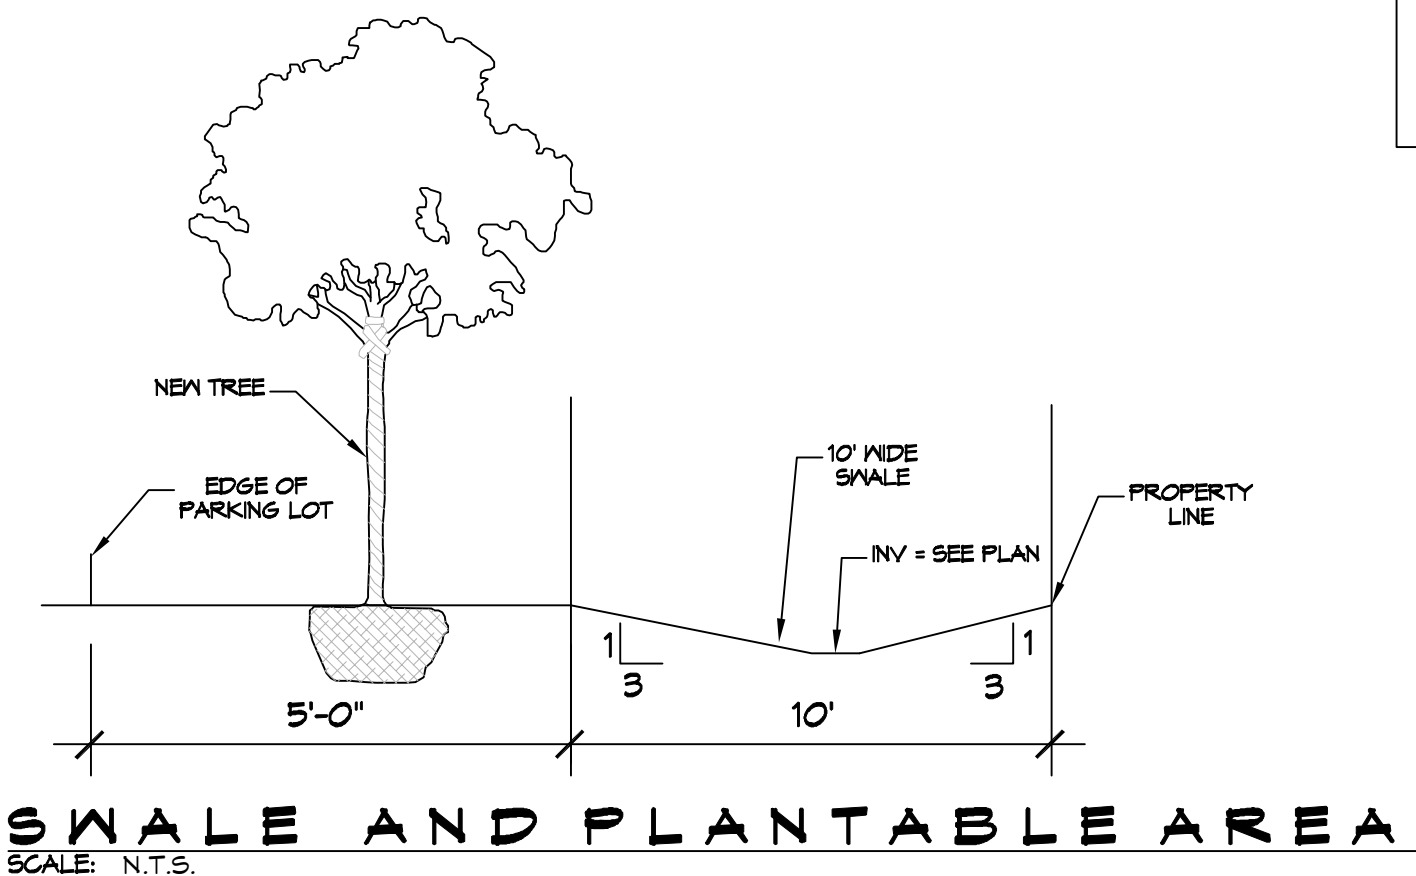 NEW TREE
EDGE OF
PARKING LOT
10' WIDE
SWALE
PROPERTY
LINE
INV = SEE PLAN
1
3
1
3
5'-0"
10'
SWALE AND PLANTABLE AREA
SCALE: N.T.S.